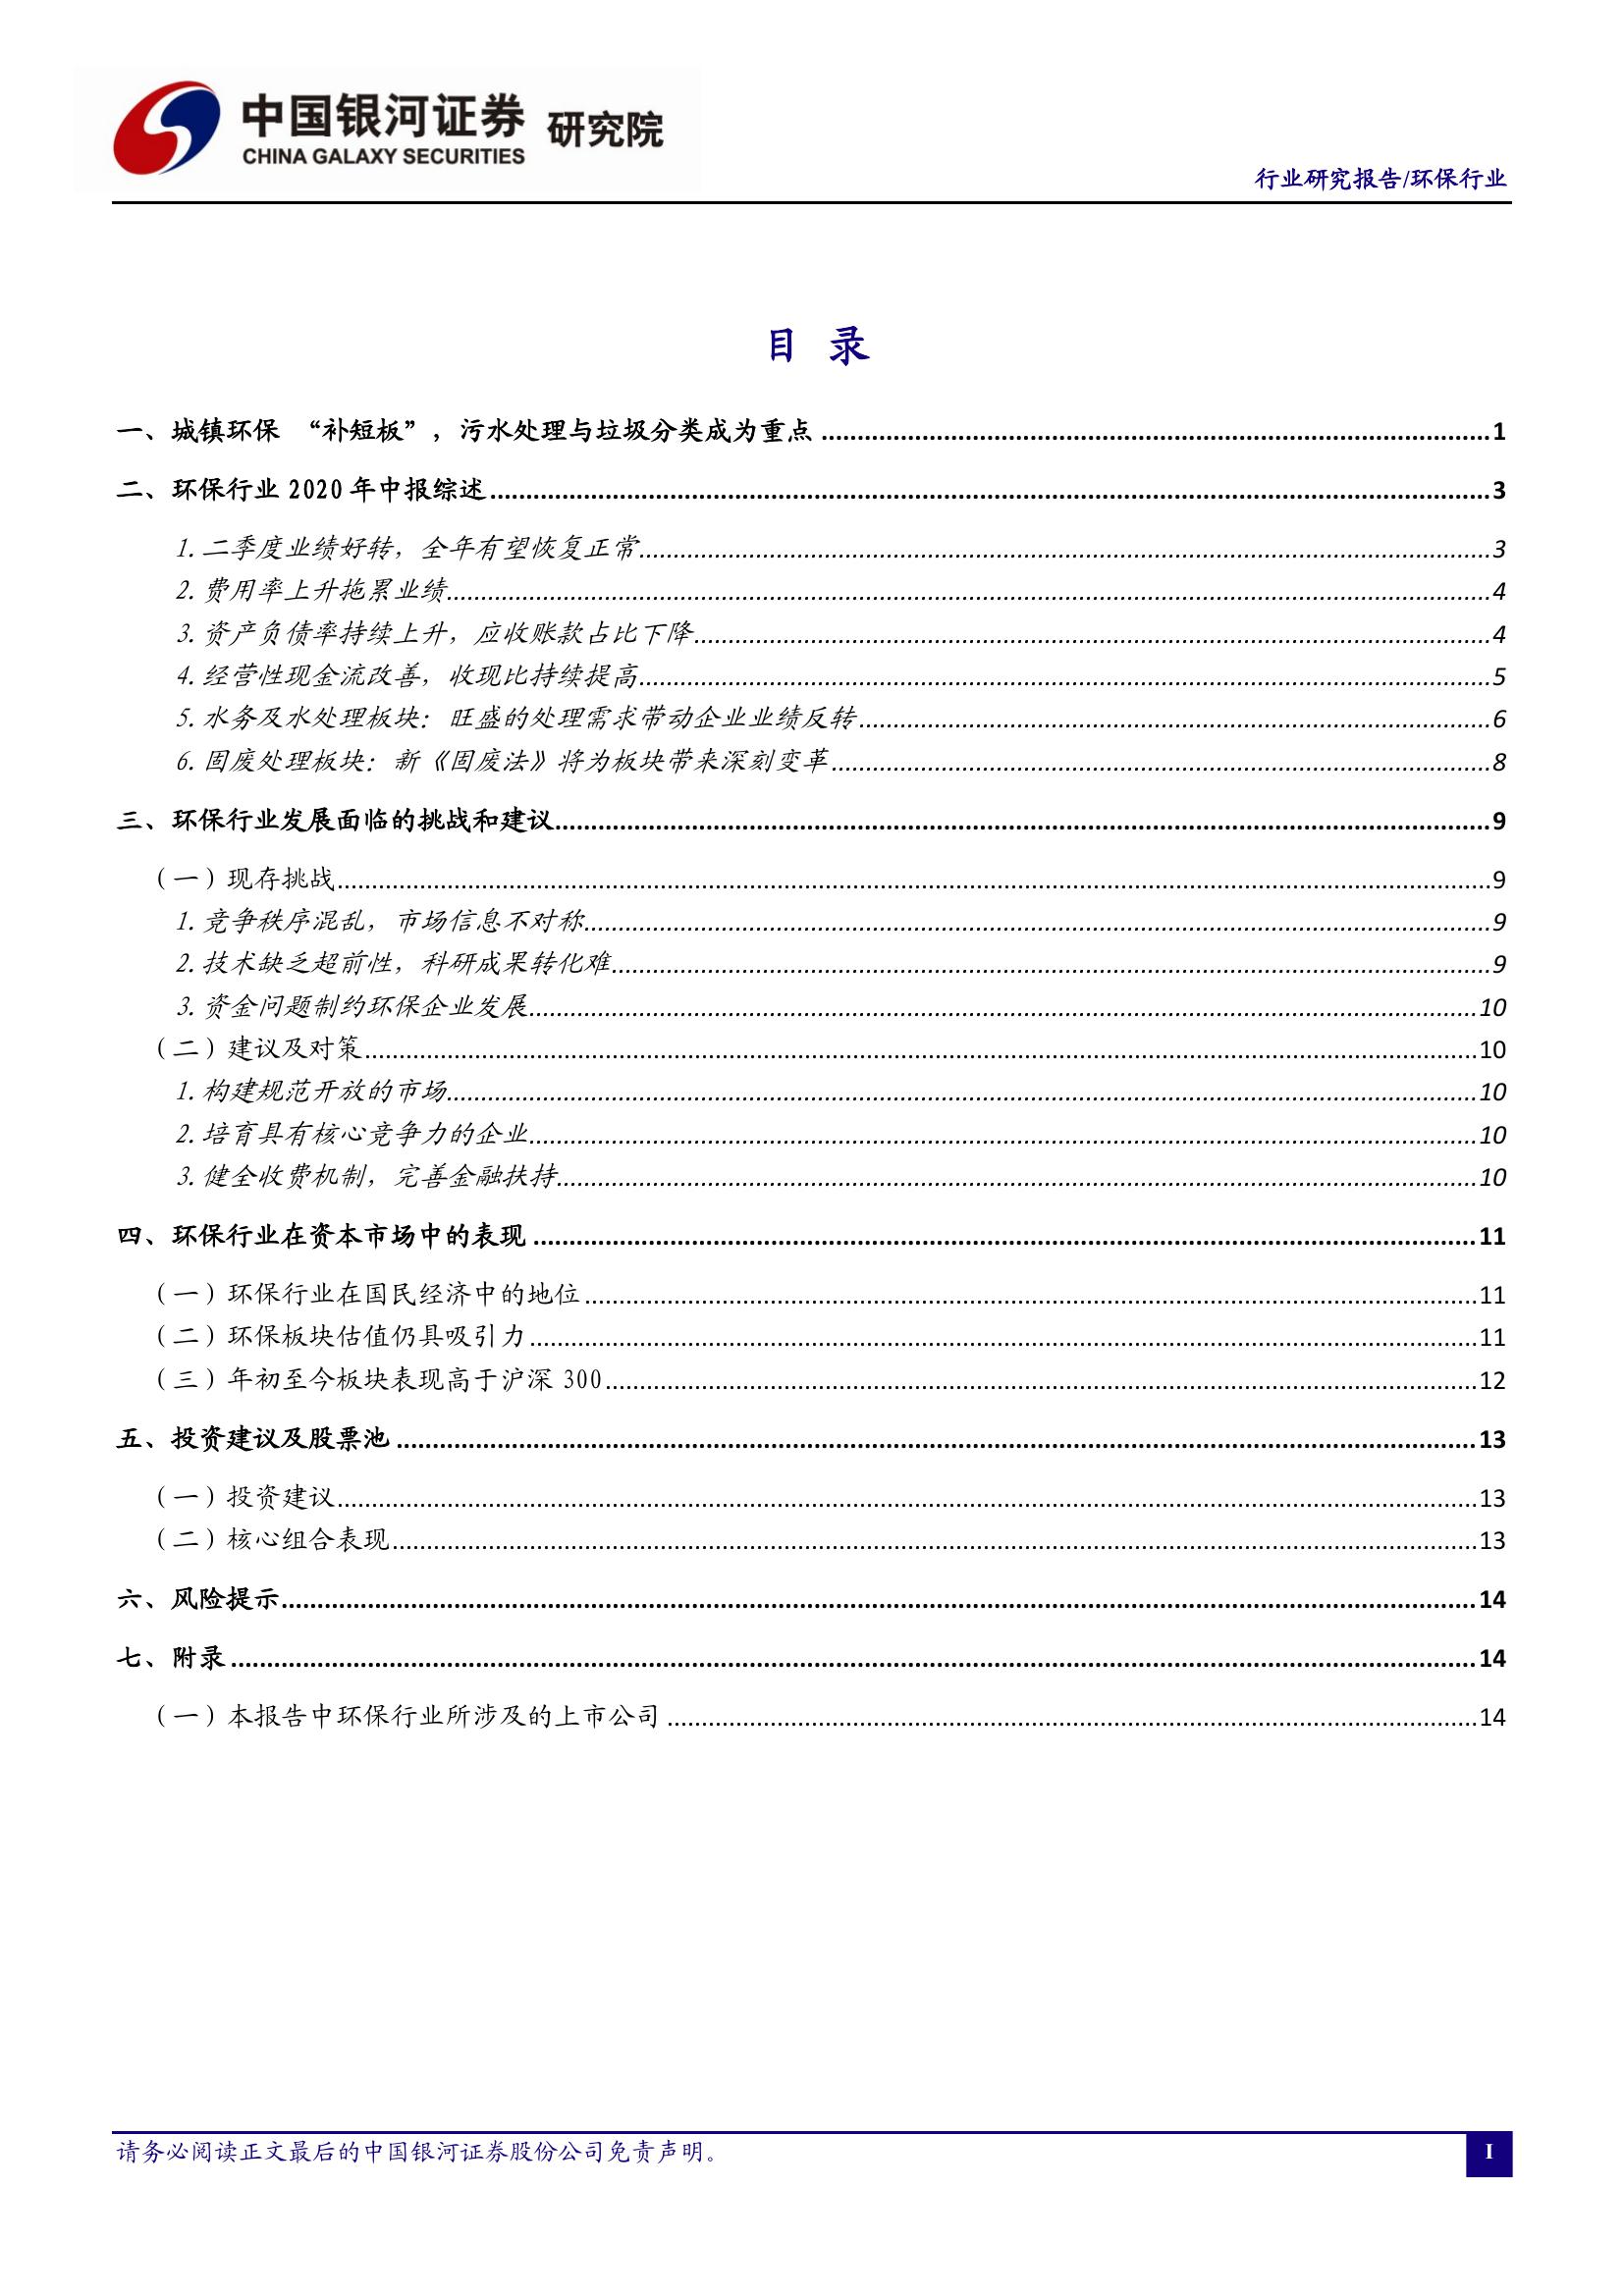 中国银河证券 研究院
CHINA GALAXY SECURITIES
行业研究报告/环保行业
目 录
一、城镇环保 “补短板”，污水处理与垃圾分类成为重点 1
二、环保行业 2020 年中报综述 3
1. 二季度业绩好转，全年有望恢复正常 3
2. 费用率上升拖累业绩 4
3. 资产负债率持续上升，应收账款占比下降 4
4. 经营性现金流改善，收现比持续提高 5
5. 水务及水处理板块：旺盛的处理需求带动企业业绩反转 6
6. 固废处理板块：新《固废法》将为板块带来深刻变革 8
三、环保行业发展面临的挑战和建议 9
（一）现存挑战 9
1. 竞争秩序混乱，市场信息不对称 9
2. 技术缺乏超前性，科研成果转化难 9
3. 资金问题制约环保企业发展 10
（二）建议及对策 10
1. 构建规范开放的市场 10
2. 培育具有核心竞争力的企业 10
3. 健全收费机制，完善金融扶持 10
四、环保行业在资本市场中的表现 11
（一）环保行业在国民经济中的地位 11
（二）环保板块估值仍具吸引力 11
（三）年初至今板块表现高于沪深 300 12
五、投资建议及股票池 13
（一）投资建议 13
（二）核心组合表现 13
六、风险提示 14
七、附录 14
（一）本报告中环保行业所涉及的上市公司 14
请务必阅读正文最后的中国银河证券股份公司免责声明。
I